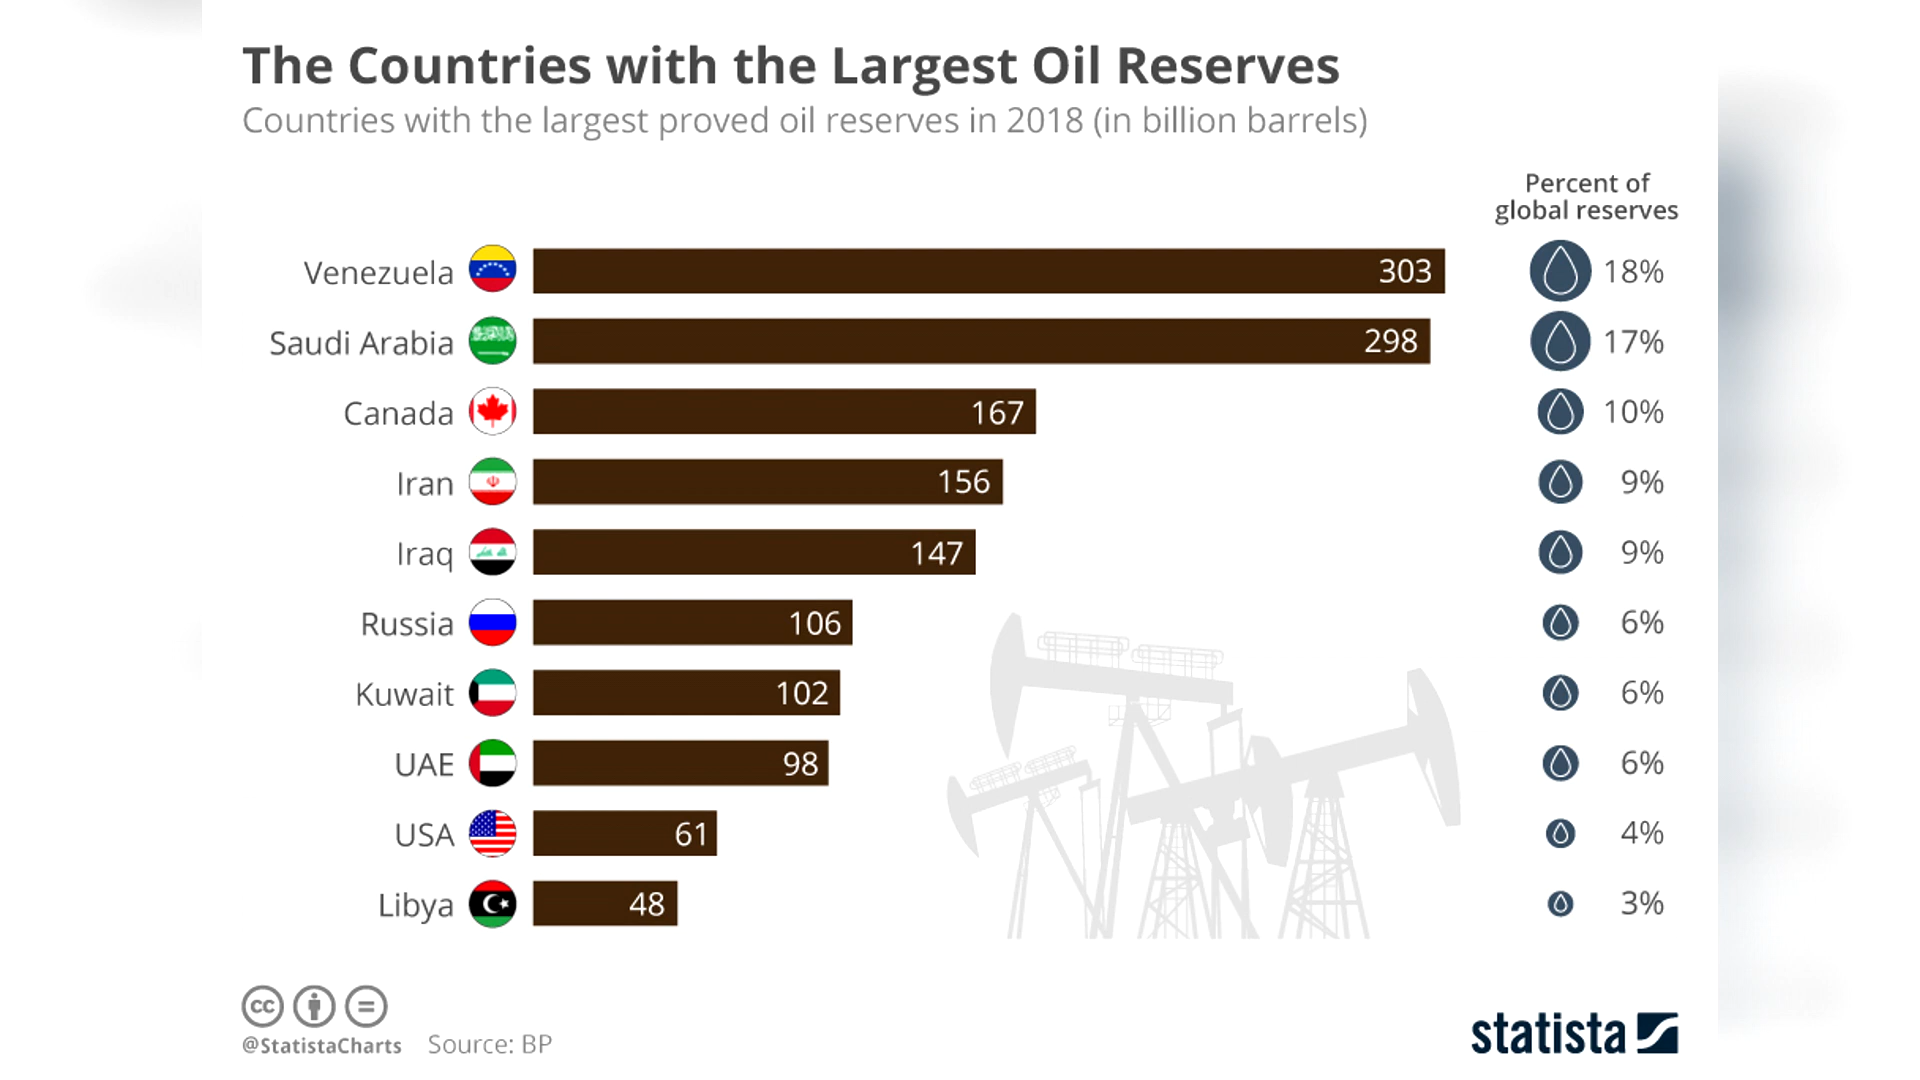 The Countries with the Largest Oil Reserves
Countries with the largest proved oil reserves in 2018 (in billion barrels)
Percent of
global reserves
Venezuela 303 18%
Saudi Arabia 298 17%
Canada 167 10%
Iran 156 9%
Iraq 147 9%
Russia 106 6%
Kuwait 102 6%
UAE 98 6%
USA 61 4%
Libya 48 3%
cc
@StatistaCharts Source: BP
statista